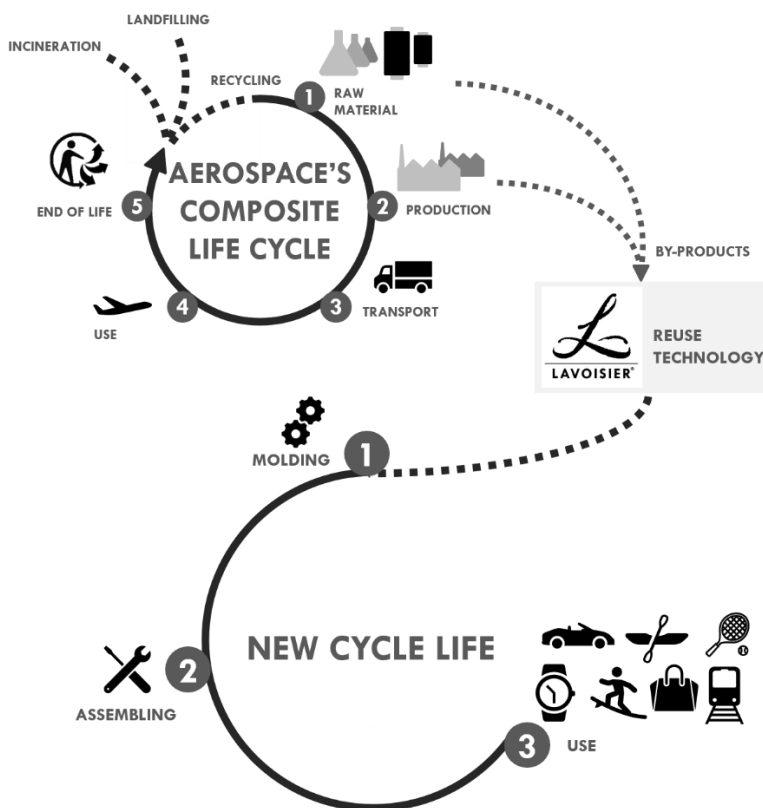 LANDFILLING
INCINERATION
RECYCLING
1
RAW
MATERIAL
AEROSPACE'S
COMPOSITE
LIFE CYCLE
2
PRODUCTION
3
TRANSPORT
4
USE
5
END OF LIFE
BY-PRODUCTS
L
LAVOISIER®
REUSE
TECHNOLOGY
MOLDING
1
NEW CYCLE LIFE
2
ASSEMBLING
3
USE